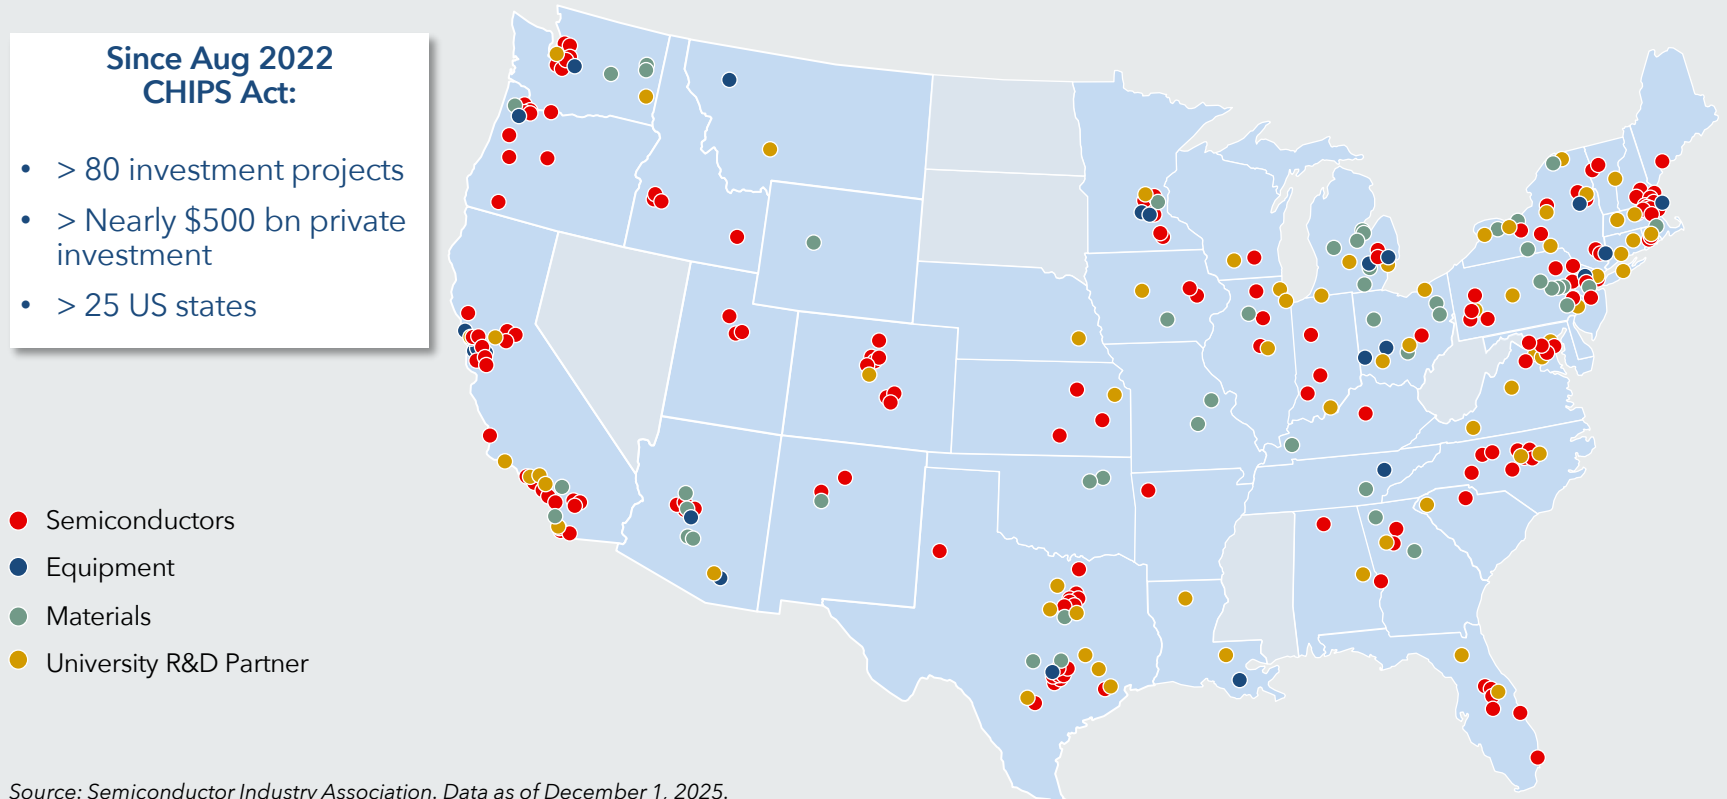 Since Aug 2022
CHIPS Act:
• > 80 investment projects
• > Nearly $500 bn private
investment
• > 25 US states
Semiconductors
Equipment
Materials
University R&D Partner
Source: Semiconductor Industry Association. Data as of December 1, 2025.